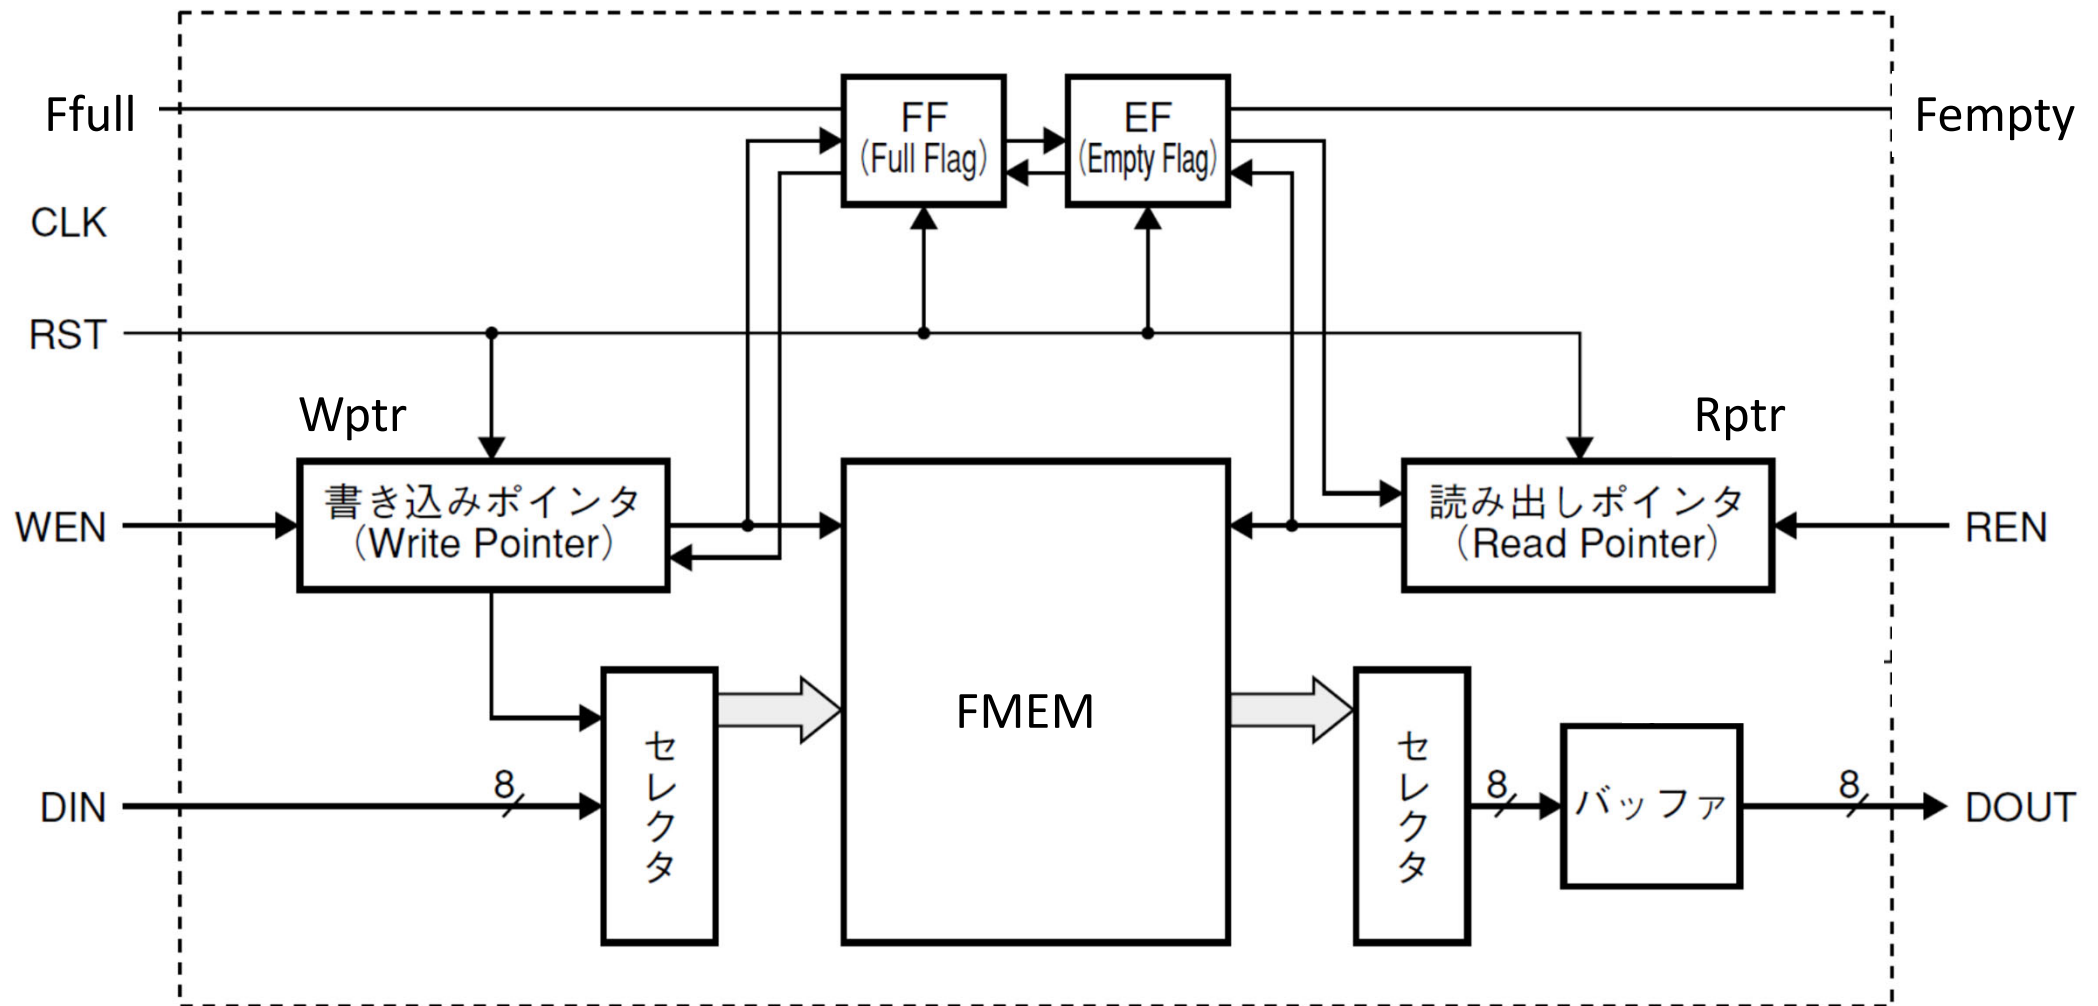 Ffull
FF
(Full Flag)
EF
(Empty Flag)
Fempty
CLK
RST
Wptr
Rptr
WEN
書き込みポインタ
(Write Pointer)
読み出しポインタ
(Read Pointer)
REN
FMEM
セレクタ
セレクタ
DIN
8
8
バッファ
8
DOUT